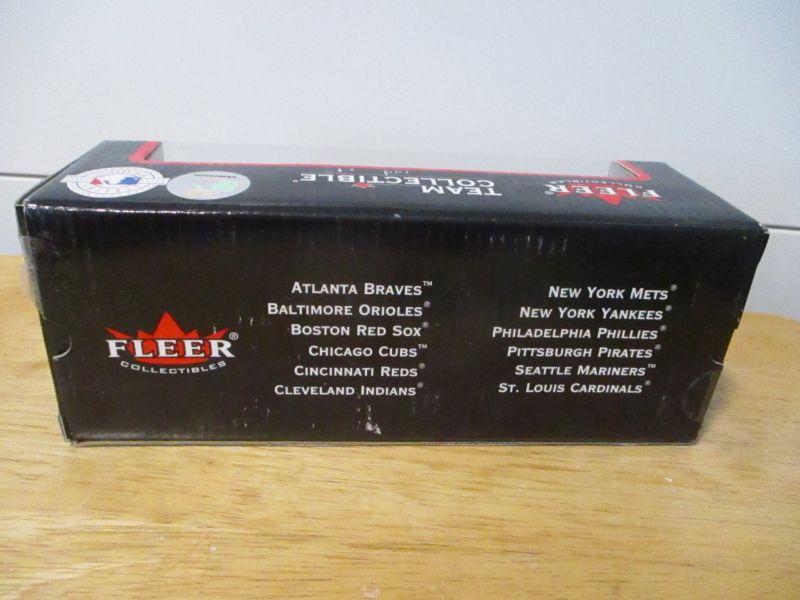 TEAM
COLLECTIBLE™
FLEER®
COLLECTIBLES®
FLEER®
COLLECTIBLES
ATLANTA BRAVES™
BALTIMORE ORIOLES®
BOSTON RED SOX®
CHICAGO CUBS™
CINCINNATI REDS®
CLEVELAND INDIANS®
NEW YORK METS®
NEW YORK YANKEES®
PHILADELPHIA PHILLIES®
PITTSBURGH PIRATES®
SEATTLE MARINERS™
ST. LOUIS CARDINALS®